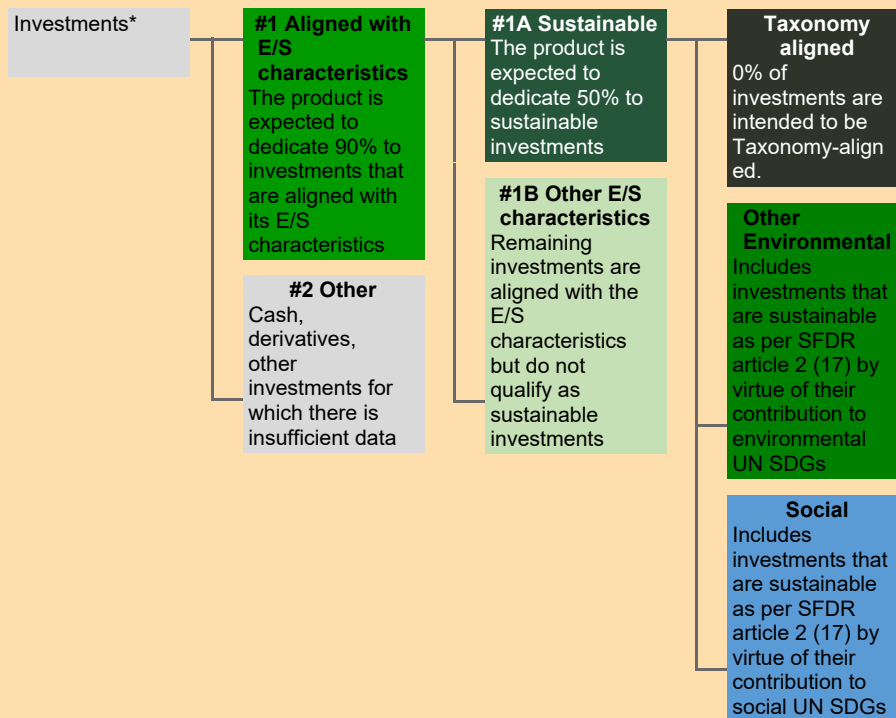 Investments*
#1 Aligned with
E/S
characteristics
The product is
expected to
dedicate 90% to
investments that
are aligned with
its E/S
characteristics
#2 Other
Cash,
derivatives,
other
investments for
which there is
insufficient data
#1A Sustainable
The product is
expected to
dedicate 50% to
sustainable
investments
#1B Other E/S
characteristics
Remaining
investments are
aligned with the
E/S
characteristics
but do not
qualify as
sustainable
investments
Taxonomy
aligned
0% of
investments are
intended to be
Taxonomy-align
ed.
Other
Environmental
Includes
investments that
are sustainable
as per SFDR
article 2 (17) by
virtue of their
contribution to
environmental
UN SDGs
Social
Includes
investments that
are sustainable
as per SFDR
article 2 (17) by
virtue of their
contribution to
social UN SDGs